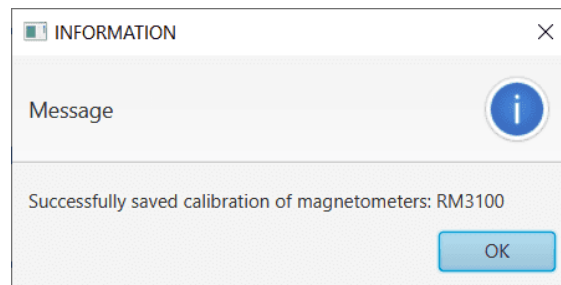 INFORMATION
Message
i
Successfully saved calibration of magnetometers: RM3100
OK